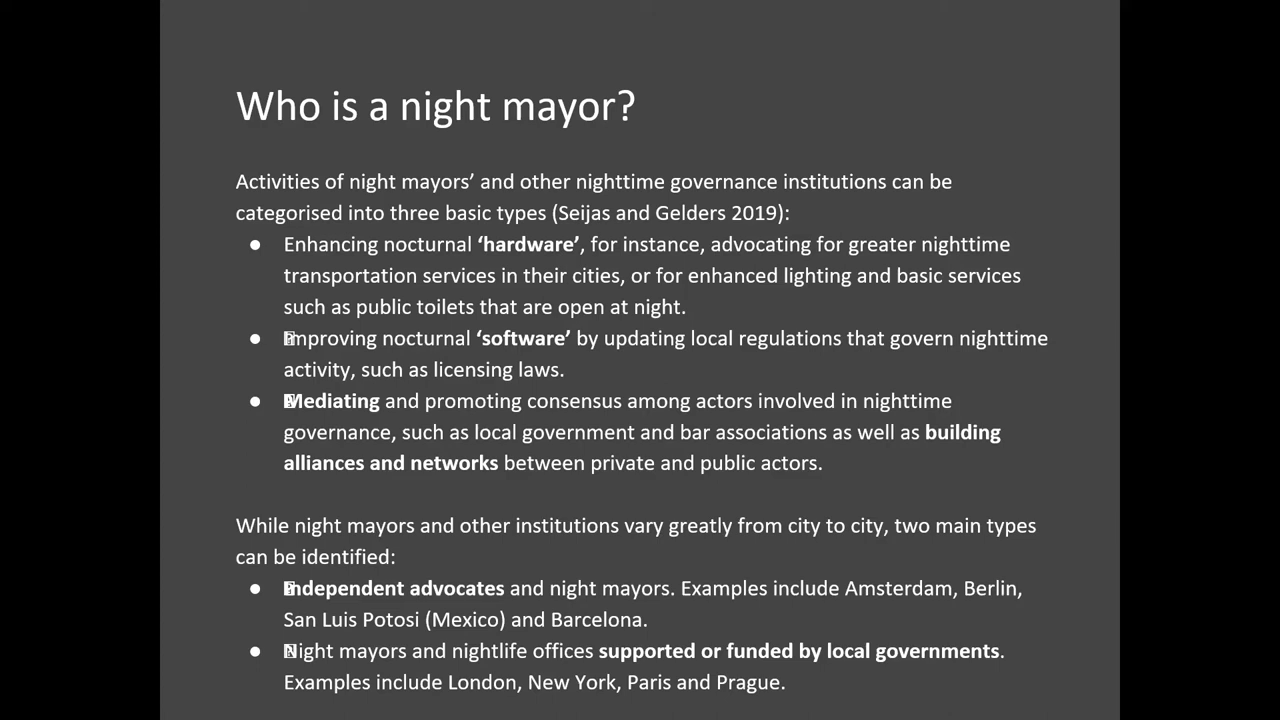 Who is a night mayor?
Activities of night mayors’ and other nighttime governance institutions can be
categorised into three basic types (Seijas and Gelders 2019):
● Enhancing nocturnal ‘hardware’, for instance, advocating for greater nighttime
transportation services in their cities, or for enhanced lighting and basic services
such as public toilets that are open at night.
● Improving nocturnal ‘software’ by updating local regulations that govern nighttime
activity, such as licensing laws.
● Mediating and promoting consensus among actors involved in nighttime
governance, such as local government and bar associations as well as building
alliances and networks between private and public actors.
While night mayors and other institutions vary greatly from city to city, two main types
can be identified:
● Independent advocates and night mayors. Examples include Amsterdam, Berlin,
San Luis Potosi (Mexico) and Barcelona.
● Night mayors and nightlife offices supported or funded by local governments.
Examples include London, New York, Paris and Prague.